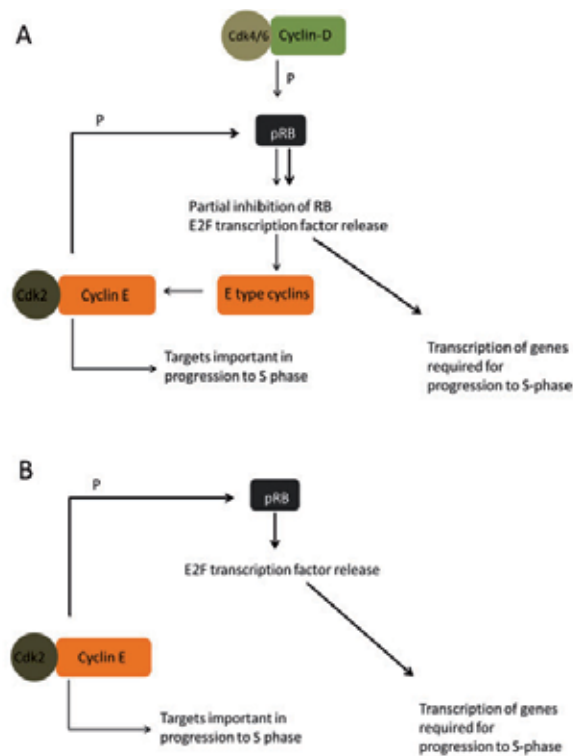 A
Cdk4/6
Cyclin-D
P
P
pRB
Partial inhibition of RB
E2F transcription factor release
Cdk2
Cyclin E
E type cyclins
Targets important in
progression to S phase
Transcription of genes
required for
progression to S-phase
B
P
pRB
E2F transcription factor release
Cdk2
Cyclin E
Targets important in
progression to S phase
Transcription of genes
required for
progression to S-phase